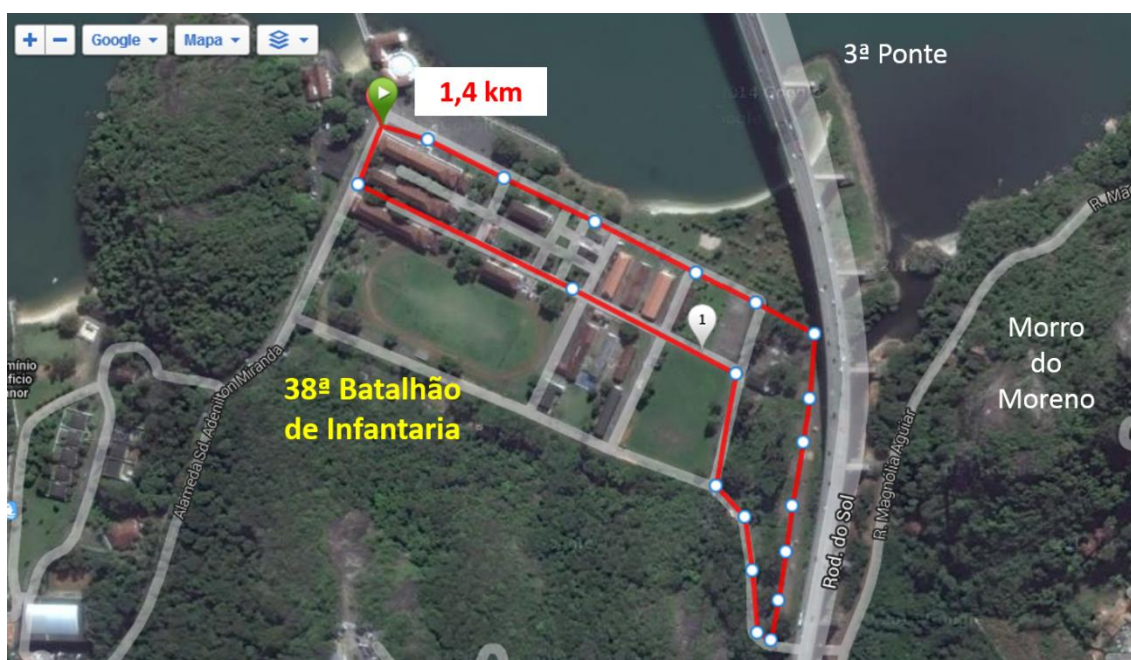 Google
Mapa
3ª Ponte
1,4 km
1
38ª Batalhão
de Infantaria
Morro
do
Moreno
Alameda Sd. Adenilton Miranda
Rod. do Sol
R. Magnólia Aguiar